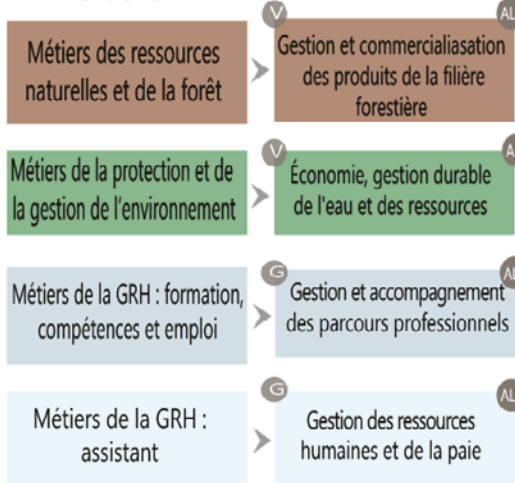 V
AL
Métiers des ressources
naturelles et de la forêt
Gestion et commercialiasation
des produits de la filière
forestière
V
A
Métiers de la protection et de
la gestion de l'environnement
Économie, gestion durable
de l'eau et des ressources
G
AL
Métiers de la GRH : formation,
compétences et emploi
Gestion et accompagnement
des parcours professionnels
G
AL
Métiers de la GRH :
assistant
Gestion des ressources
humaines et de la paie